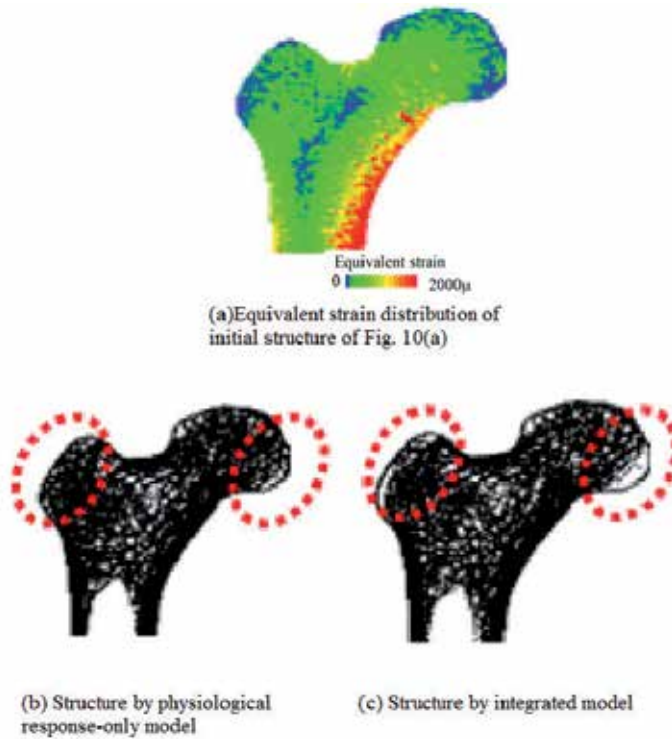 Equivalent strain
0 2000μ
(a)Equivalent strain distribution of
initial structure of Fig. 10(a)
(b) Structure by physiological
response-only model
(c) Structure by integrated model